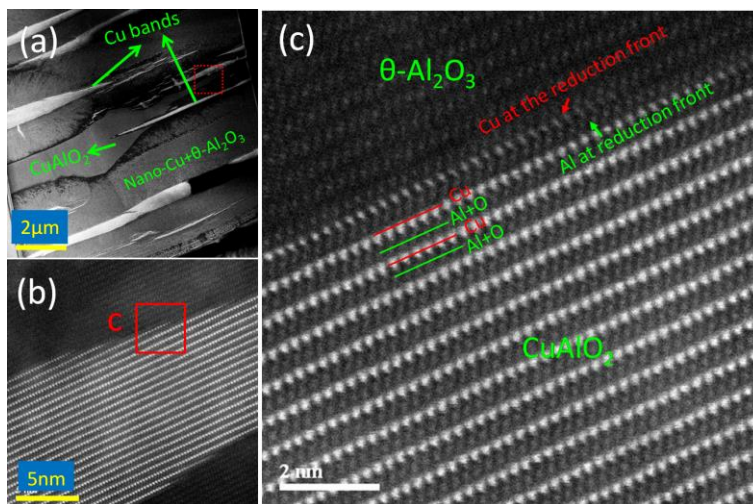 (a)
Cu bands
CuAlO₂
Nano-Cu+θ-Al₂O₃
2μm
(b)
C
5nm
(c)
θ-Al₂O₃
Cu at the reduction front
Al at reduction front
Cu
Al+O
Cu
Al+O
CuAlO₂
2 nm